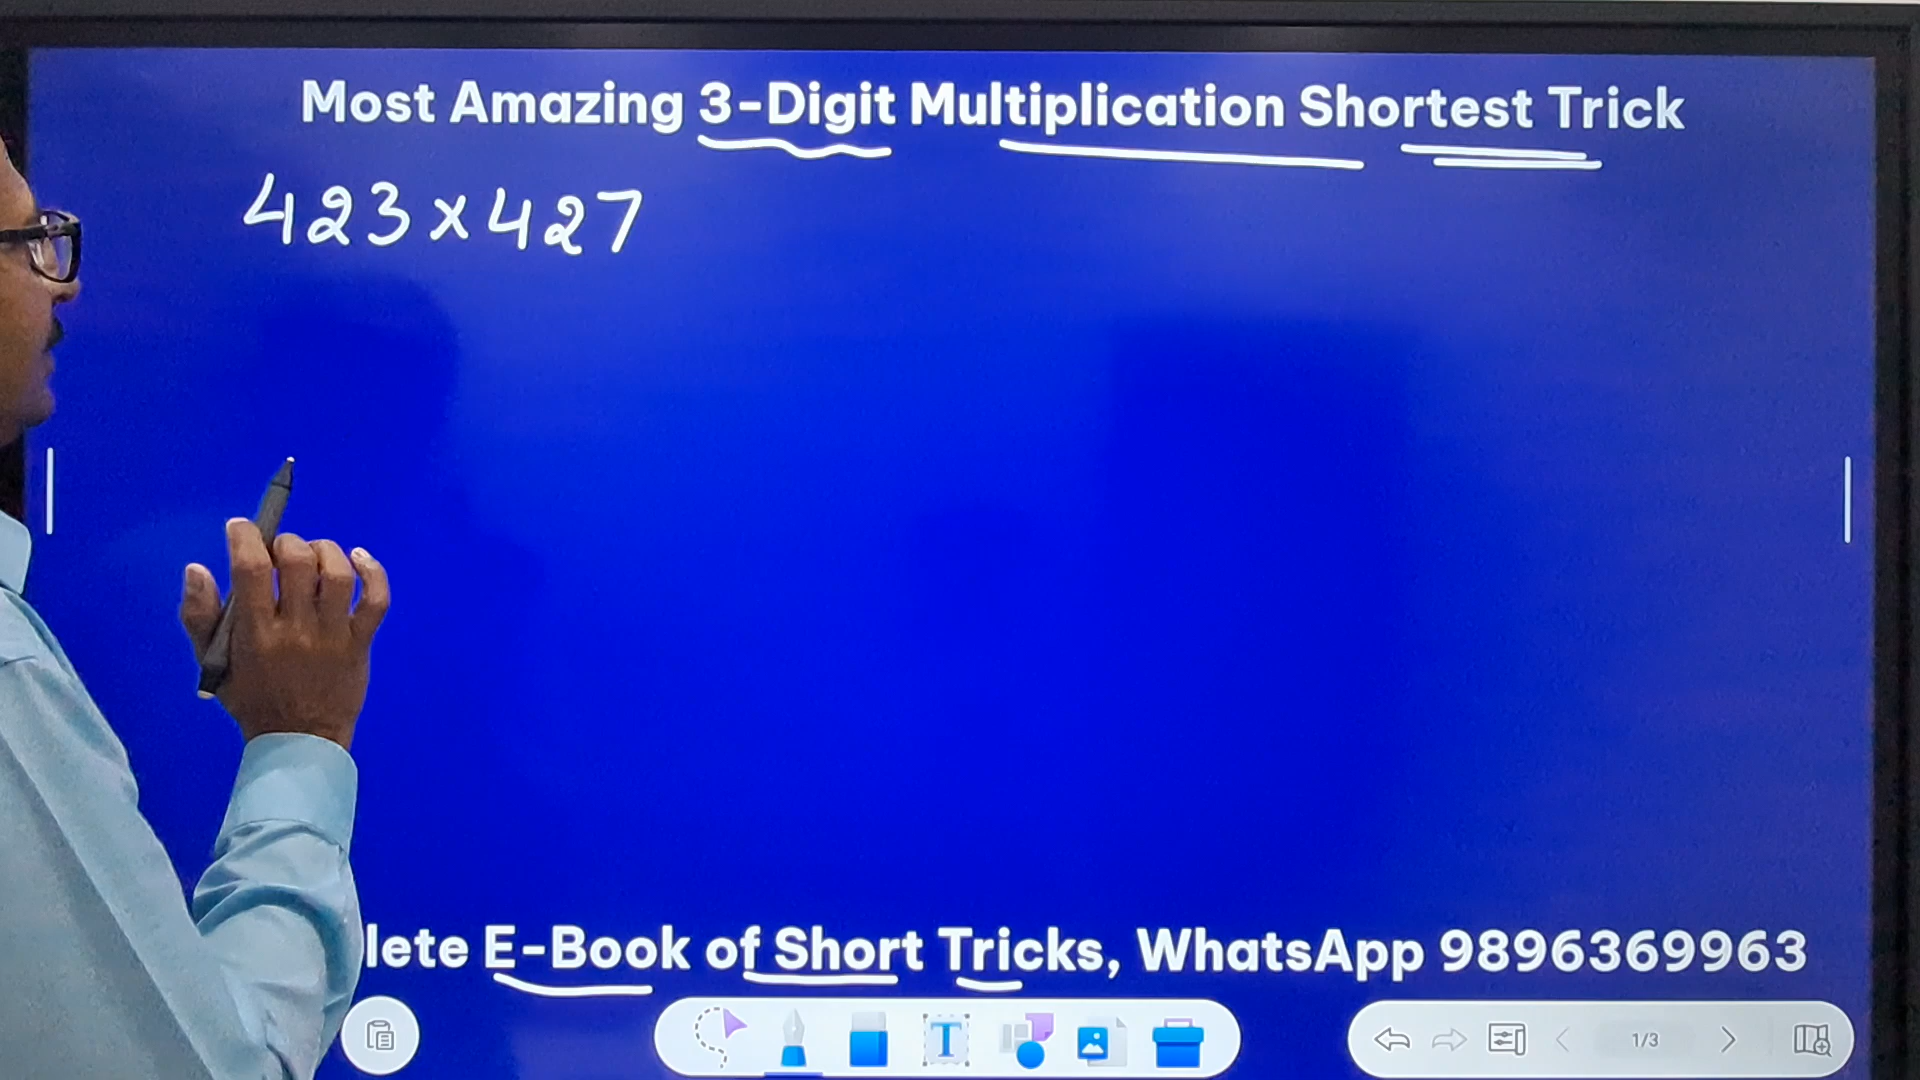 Most Amazing 3-Digit Multiplication Shortest Trick
423×427
lete E-Book of Short Tricks, WhatsApp 9896369963
T
1/3